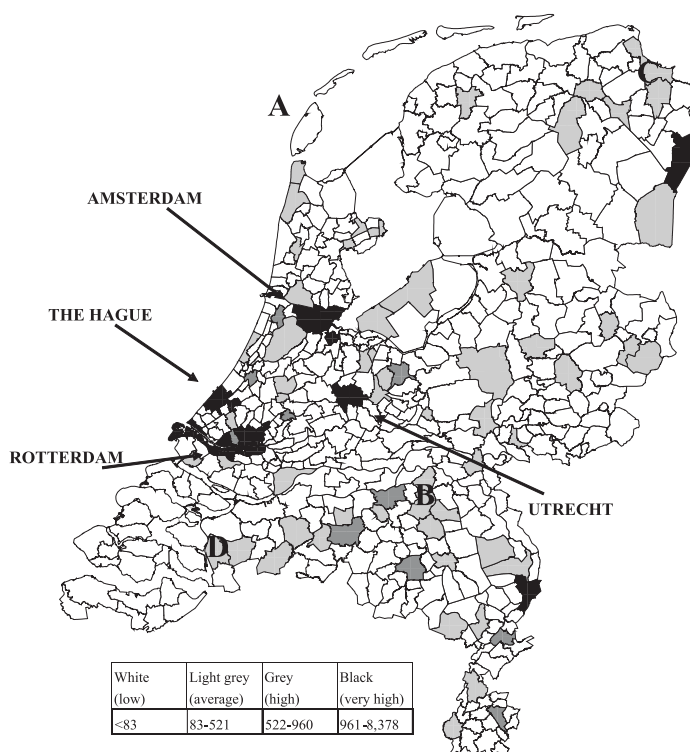 A
C
AMSTERDAM
THE HAGUE
ROTTERDAM
B
UTRECHT
D
White Light grey Grey Black
(low) (average) (high) (very high)
<83 83-521 522-960 961-8,378